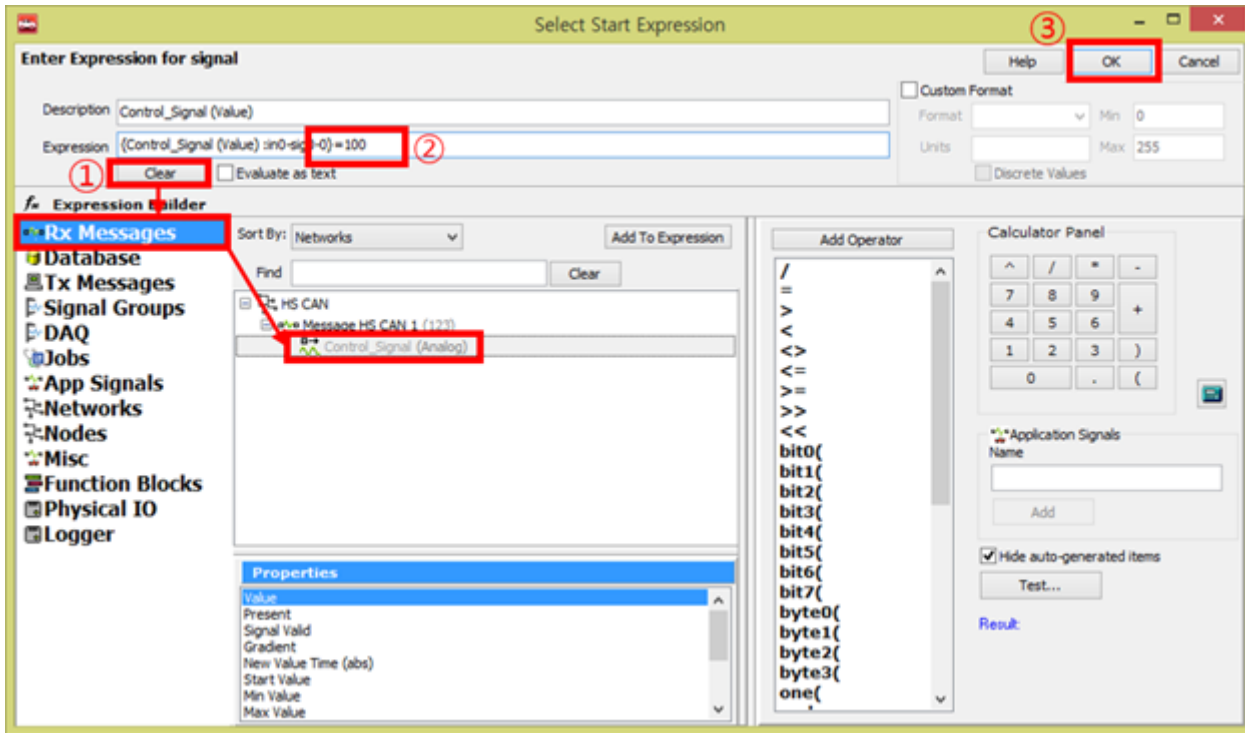 Select Start Expression
③
Enter Expression for signal
Help
OK
Cancel
Description
Control_Signal (Value)
Custom Format
Format
Min
0
Expression
{Control_Signal (Value) :in0-sig0-0}=100
②
Units
Max
255
①
Clear
Evaluate as text
Discrete Values
Expression Builder
Rx Messages
Database
Tx Messages
Signal Groups
DAQ
Jobs
App Signals
Networks
Nodes
Misc
Function Blocks
Physical IO
Logger
Sort By:
Networks
Add To Expression
Find
Clear
HS CAN
Message HS CAN 1 (123)
Control_Signal (Analog)
Properties
Value
Present
Signal Valid
Gradient
New Value Time (abs)
Start Value
Min Value
Max Value
Add Operator
/
=
>
<
<>
<=
>=
>>
<<
bit0(
bit1(
bit2(
bit3(
bit4(
bit5(
bit6(
bit7(
byte0(
byte1(
byte2(
byte3(
one(
Calculator Panel
^ / * -
7 8 9 +
4 5 6
1 2 3 )
0 . (
Application Signals
Name
Add
Hide auto-generated items
Test...
Result: